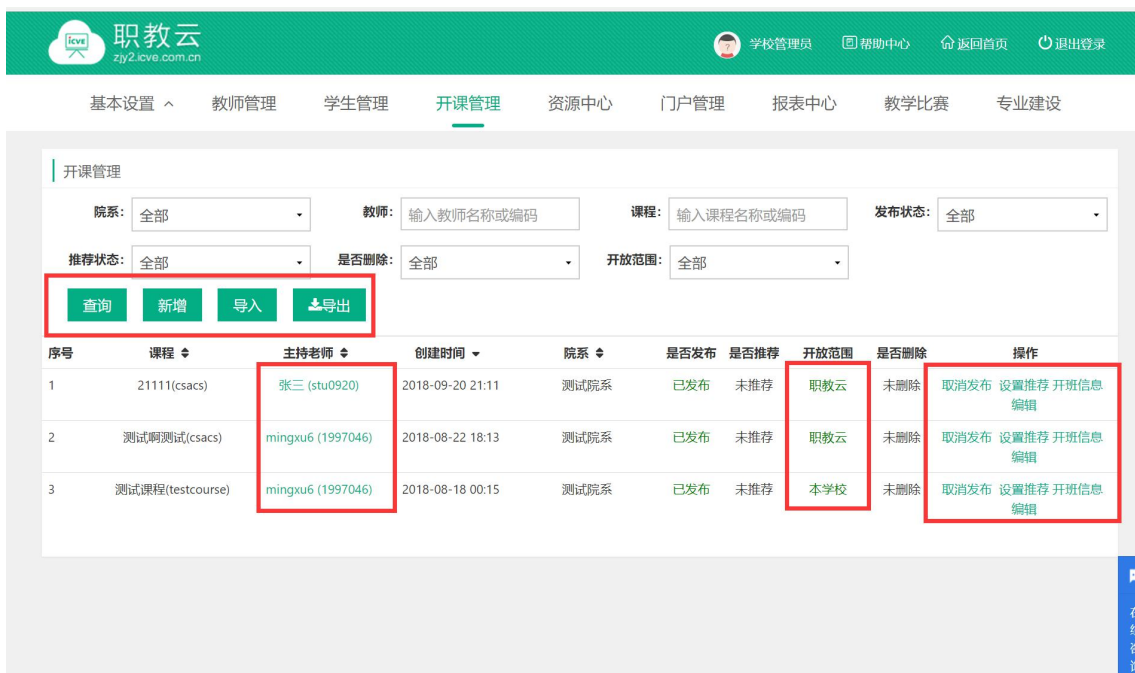 icve
职教云
zjy2.icve.com.cn
学校管理员 帮助中心 返回首页 退出登录
基本设置 教师管理 学生管理 开课管理 资源中心 门户管理 报表中心 教学比赛 专业建设
开课管理
院系: 全部 教师: 输入教师名称或编码 课程: 输入课程名称或编码 发布状态: 全部
推荐状态: 全部 是否删除: 全部 开放范围: 全部
查询 新增 导入 导出
序号 课程 主持老师 创建时间 院系 是否发布 是否推荐 开放范围 是否删除 操作
1 21111(csacs) 张三 (stu0920) 2018-09-20 21:11 测试院系 已发布 未推荐 职教云 未删除 取消发布 设置推荐 开班信息
编辑
2 测试啊测试(csacs) mingxu6 (1997046) 2018-08-22 18:13 测试院系 已发布 未推荐 职教云 未删除 取消发布 设置推荐 开班信息
编辑
3 测试课程(testcourse) mingxu6 (1997046) 2018-08-18 00:15 测试院系 已发布 未推荐 本学校 未删除 取消发布 设置推荐 开班信息
编辑